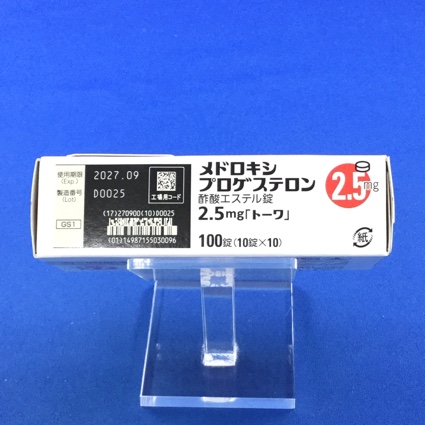 使用期限
(Exp.)
2027.09
製造番号
(Lot)
D0025
工場用コード
GS1
(17)270900(10)D0025
(01)14987155030096
メドロキシ
プロゲステロン
酢酸エステル錠
2.5mg「トーワ」
100錠(10錠×10)
2.5mg
紙